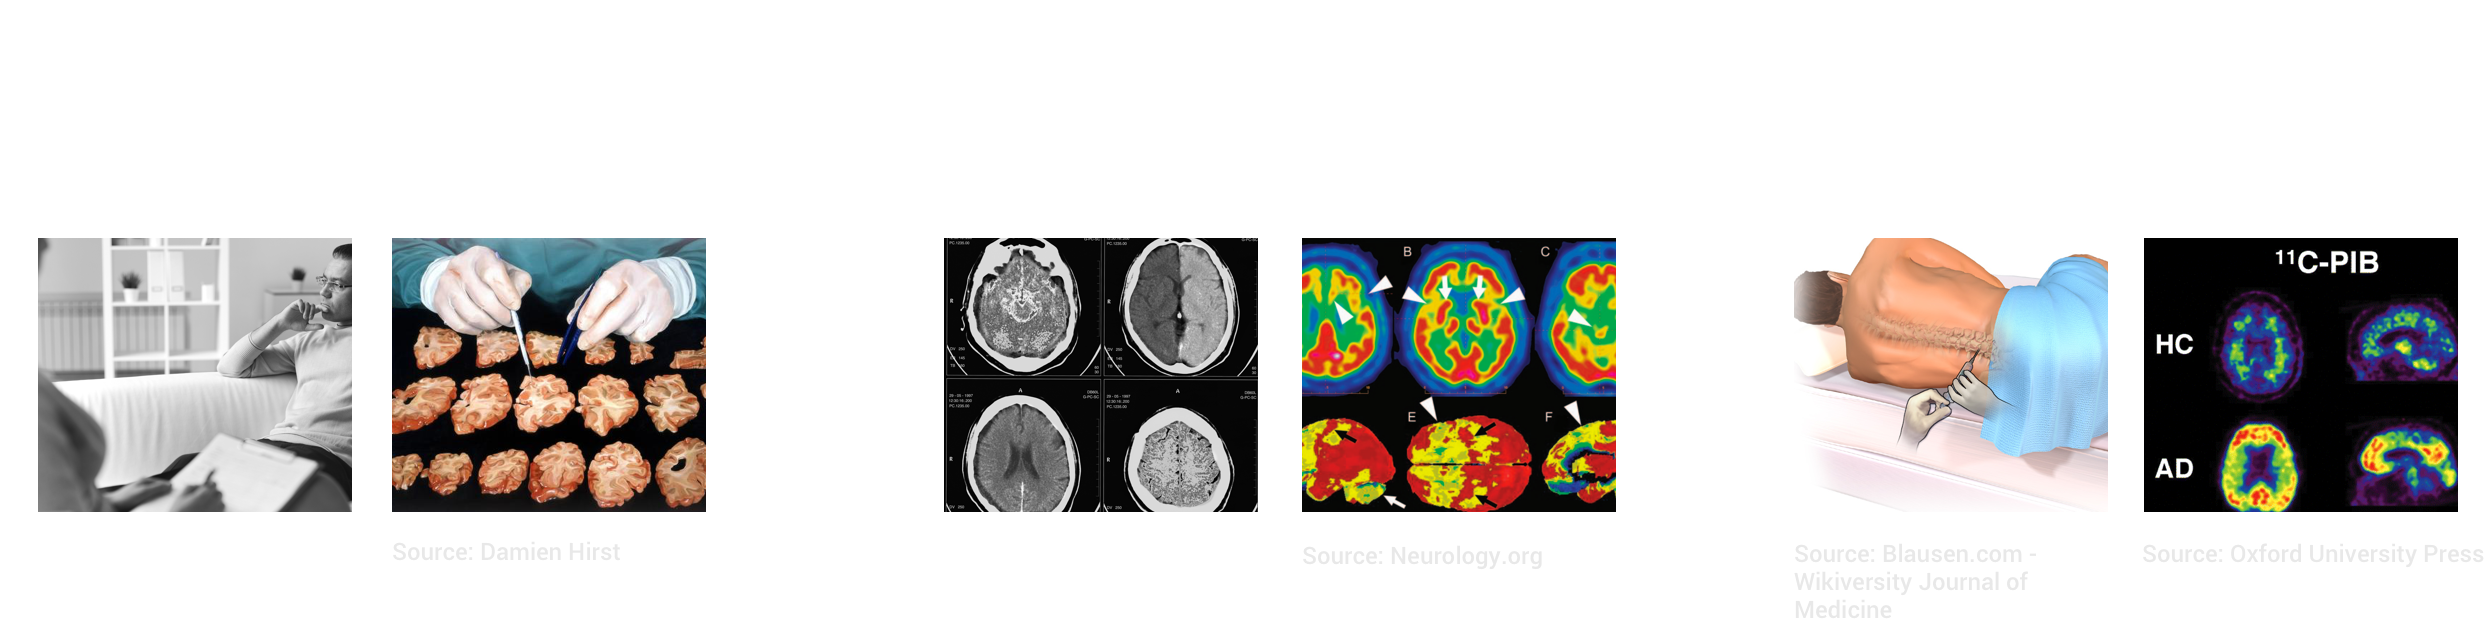 B
C
E
F
A
A
R
R
R
R
¹¹C-PIB
HC
AD
Source: Damien Hirst
Source: Neurology.org
Source: Blausen.com -
Wikiversity Journal of
Medicine
Source: Oxford University Press